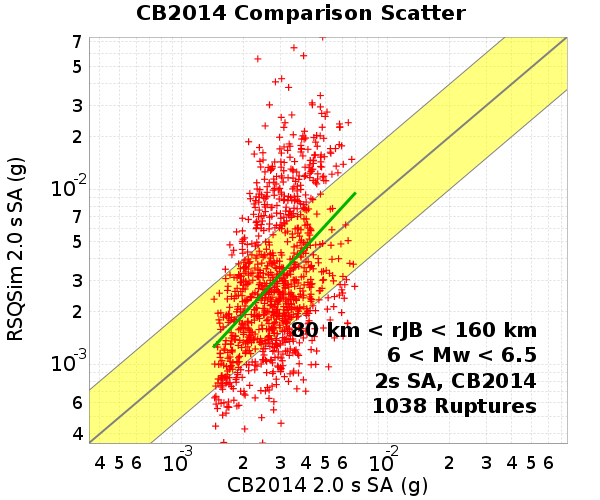 CB2014 Comparison Scatter
RSQSim 2.0 s SA (g)
7
5
3
2
10-2
7
5
3
2
10-3
6
4
80 km < rJB < 160 km
6 < Mw < 6.5
2s SA, CB2014
1038 Ruptures
4 5 6 10-3 2 3 4 5 6 10-2 2 3 4 5 6
CB2014 2.0 s SA (g)